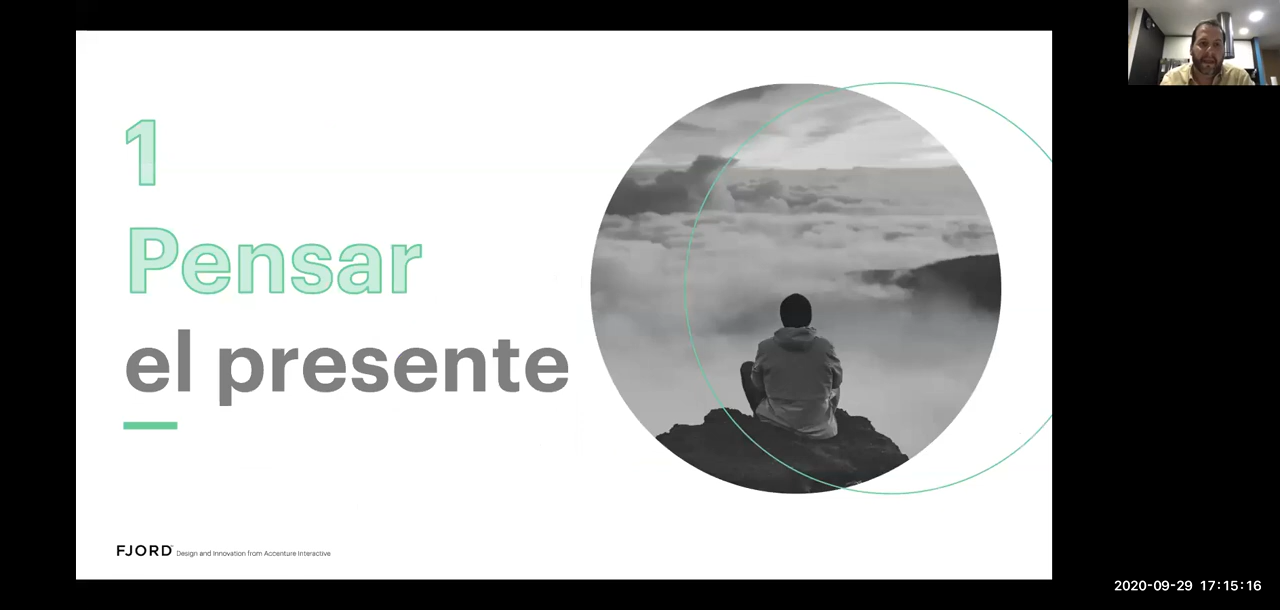 1
Pensar
el presente
FJORD Design and Innovation from Accenture Interactive
2020-09-29 17:15:16